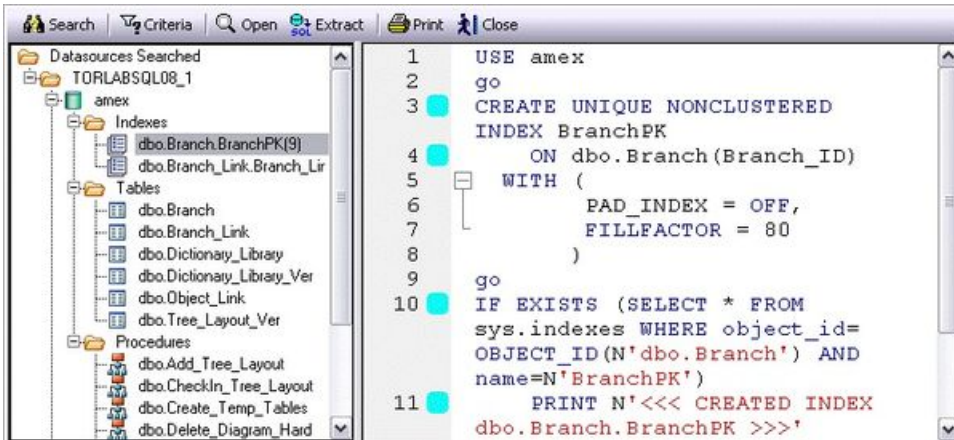 Search Criteria Open SQL Extract Print Close
Datasources Searched
TORLABSQL08_1
amex
Indexes
dbo.Branch.BranchPK(9)
dbo.Branch_Link.Branch_Lir
Tables
dbo.Branch
dbo.Branch_Link
dbo.Dictionary_Library
dbo.Dictionary_Library_Ver
dbo.Object_Link
dbo.Tree_Layout_Ver
Procedures
dbo.Add_Tree_Layout
dbo.CheckIn_Tree_Layout
dbo.Create_Temp_Tables
dbo.Delete_Diagram_Hard
1 USE amex
2 go
3 CREATE UNIQUE NONCLUSTERED
INDEX BranchPK
4 ON dbo.Branch(Branch_ID)
5 WITH (
6 PAD_INDEX = OFF,
7 FILLFACTOR = 80
8 )
9 go
10 IF EXISTS (SELECT * FROM
sys.indexes WHERE object_id=
OBJECT_ID(N'dbo.Branch') AND
name=N'BranchPK')
11 PRINT N'<<< CREATED INDEX
dbo.Branch.BranchPK >>>'